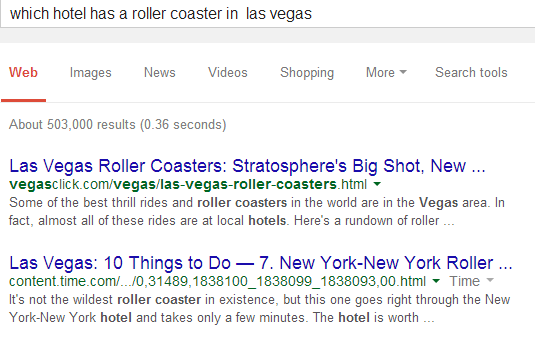 which hotel has a roller coaster in las vegas
Web Images News Videos Shopping More Search tools
About 503,000 results (0.36 seconds)
Las Vegas Roller Coasters: Stratosphere's Big Shot, New ...
vegasclick.com/vegas/las-vegas-roller-coasters.html
Some of the best thrill rides and roller coasters in the world are in the Vegas area. In
fact, almost all of these rides are at local hotels. Here's a rundown of roller ...
Las Vegas: 10 Things to Do — 7. New York-New York Roller ...
content.time.com/.../0,31489,1838100_1838099_1838093,00.html Time
It's not the wildest roller coaster in existence, but this one goes right through the New
York-New York hotel and takes only a few minutes. The hotel is worth ...